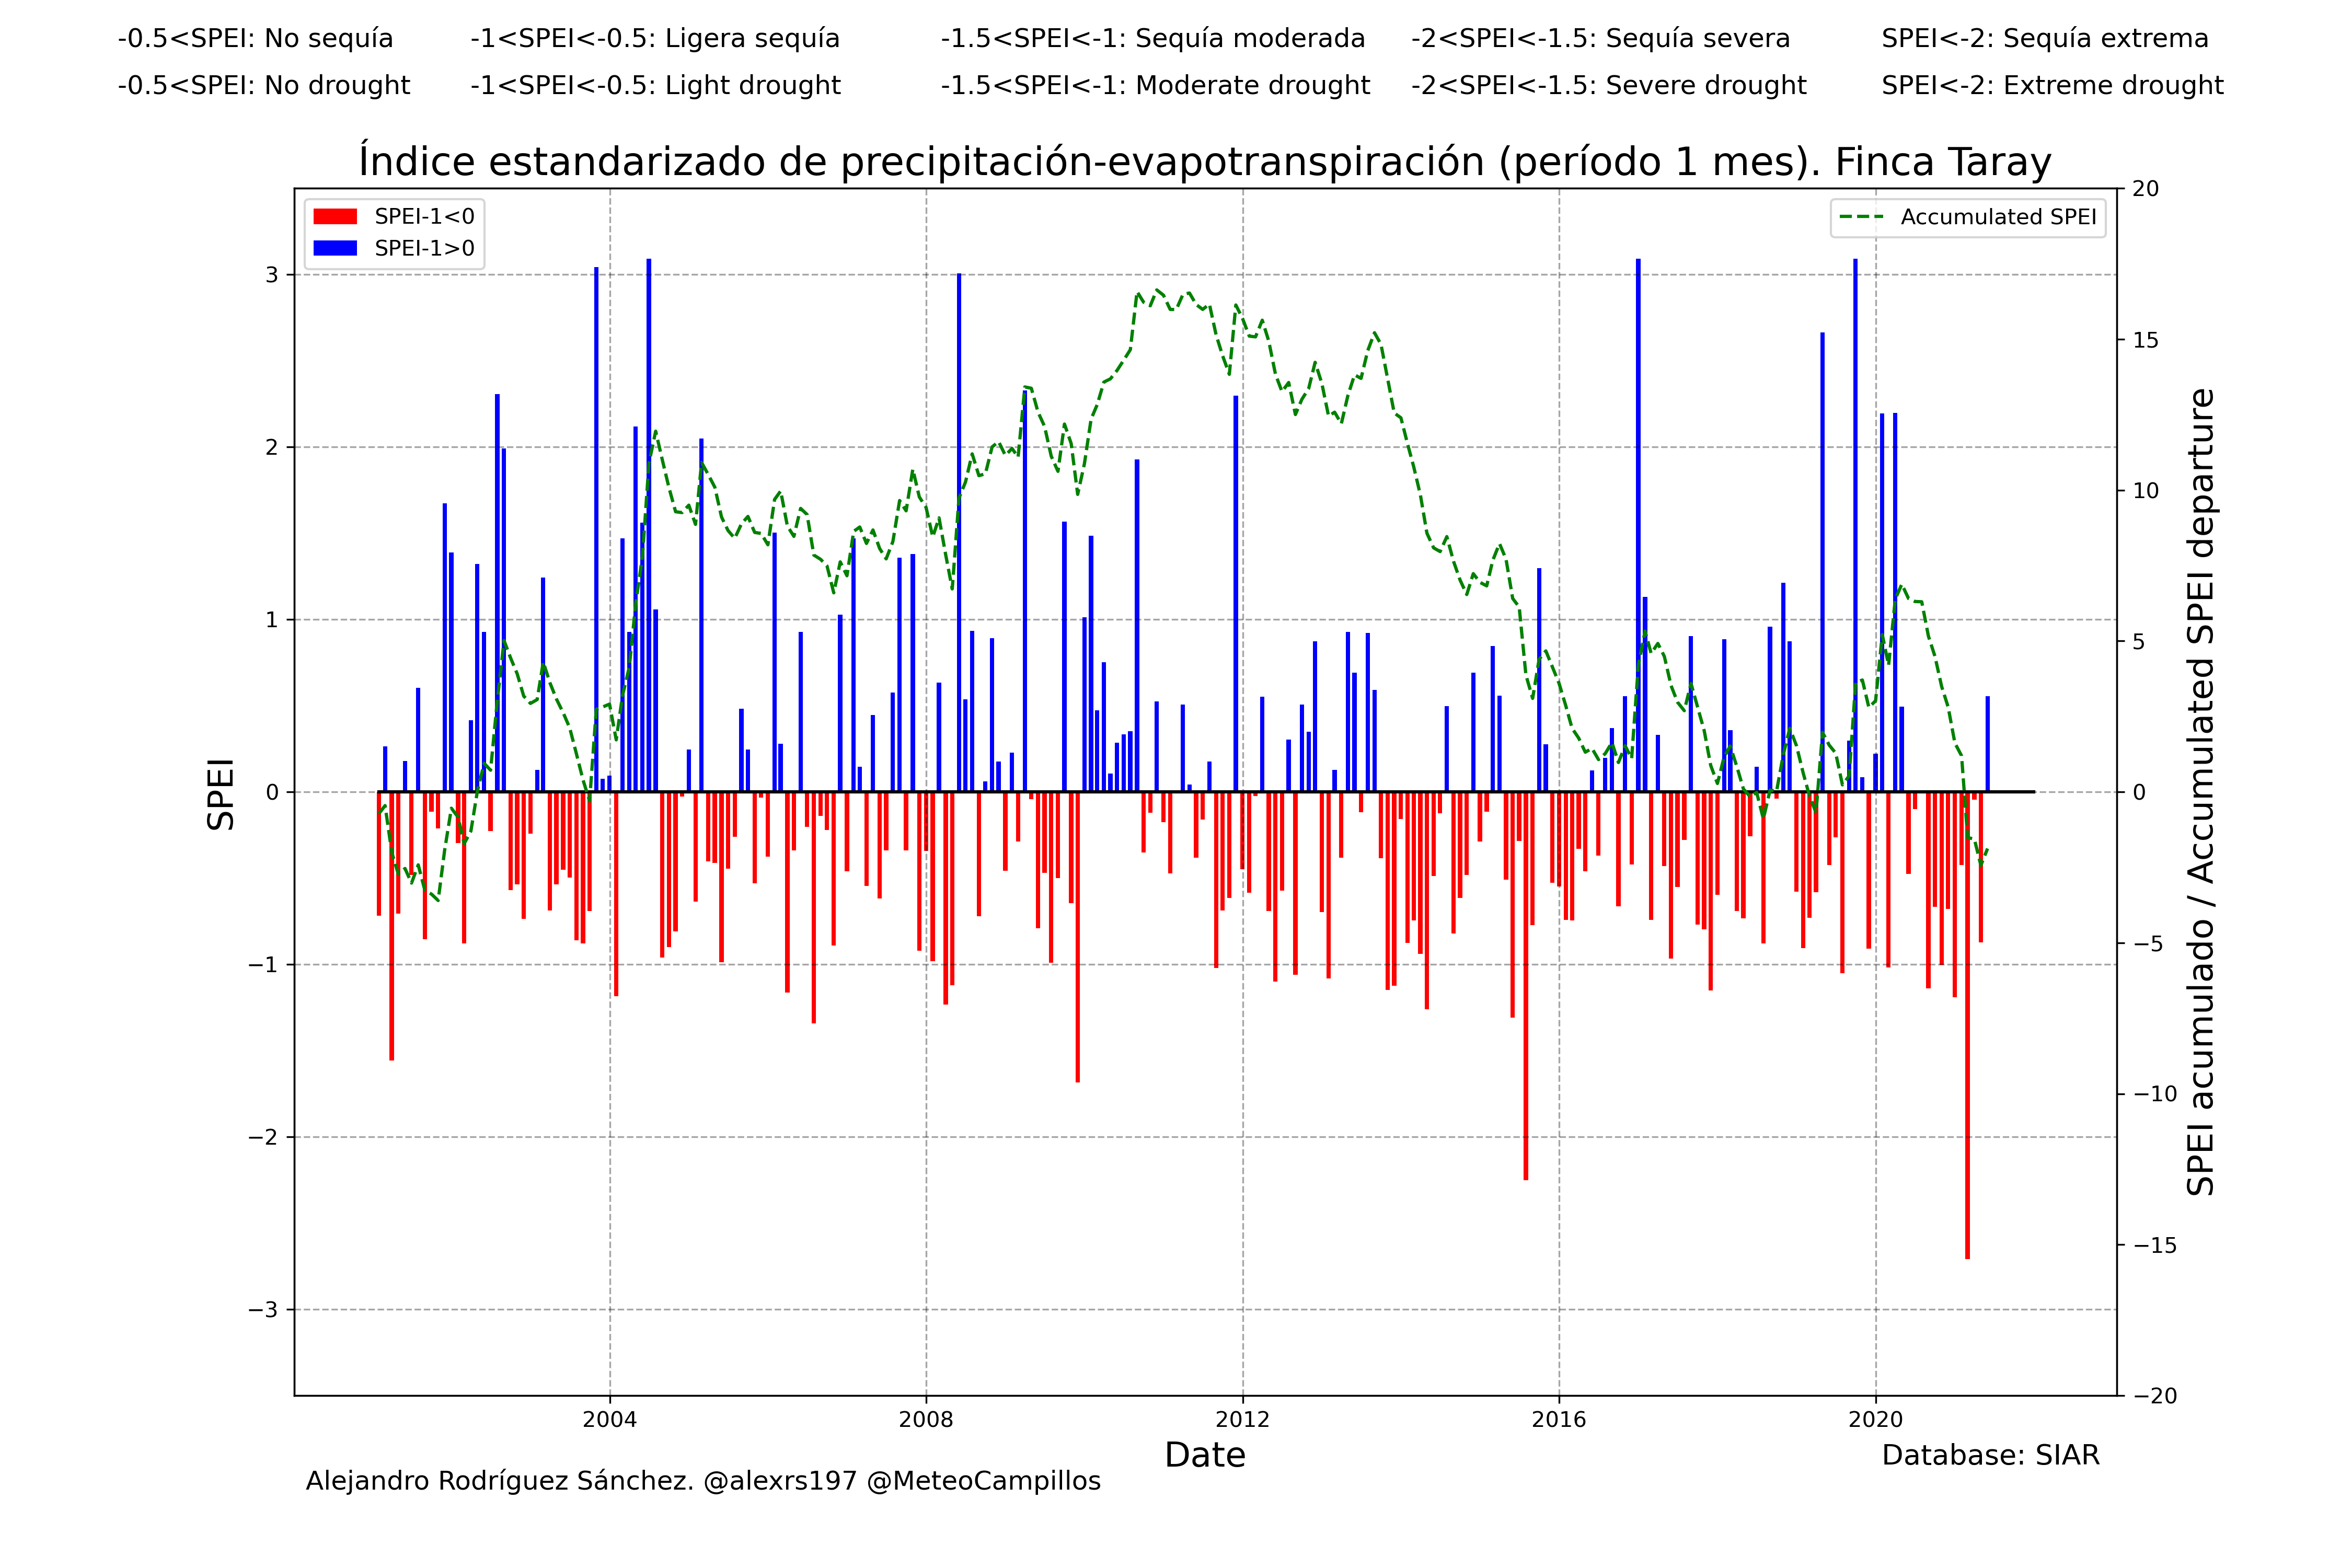 -0.5<SPEI: No sequía -1<SPEI<-0.5: Ligera sequía -1.5<SPEI<-1: Sequía moderada -2<SPEI<-1.5: Sequía severa SPEI<-2: Sequía extrema
-0.5<SPEI: No drought -1<SPEI<-0.5: Light drought -1.5<SPEI<-1: Moderate drought -2<SPEI<-1.5: Severe drought SPEI<-2: Extreme drought
Índice estandarizado de precipitación-evapotranspiración (período 1 mes). Finca Taray
SPEI-1<0
SPEI-1>0
Accumulated SPEI
SPEI
3
2
1
0
−1
−2
−3
20
15
10
5
0
−5
−10
−15
−20
SPEI acumulado / Accumulated SPEI departure
2004 2008 2012 2016 2020
Date
Database: SIAR
Alejandro Rodríguez Sánchez. @alexrs197 @MeteoCampillos